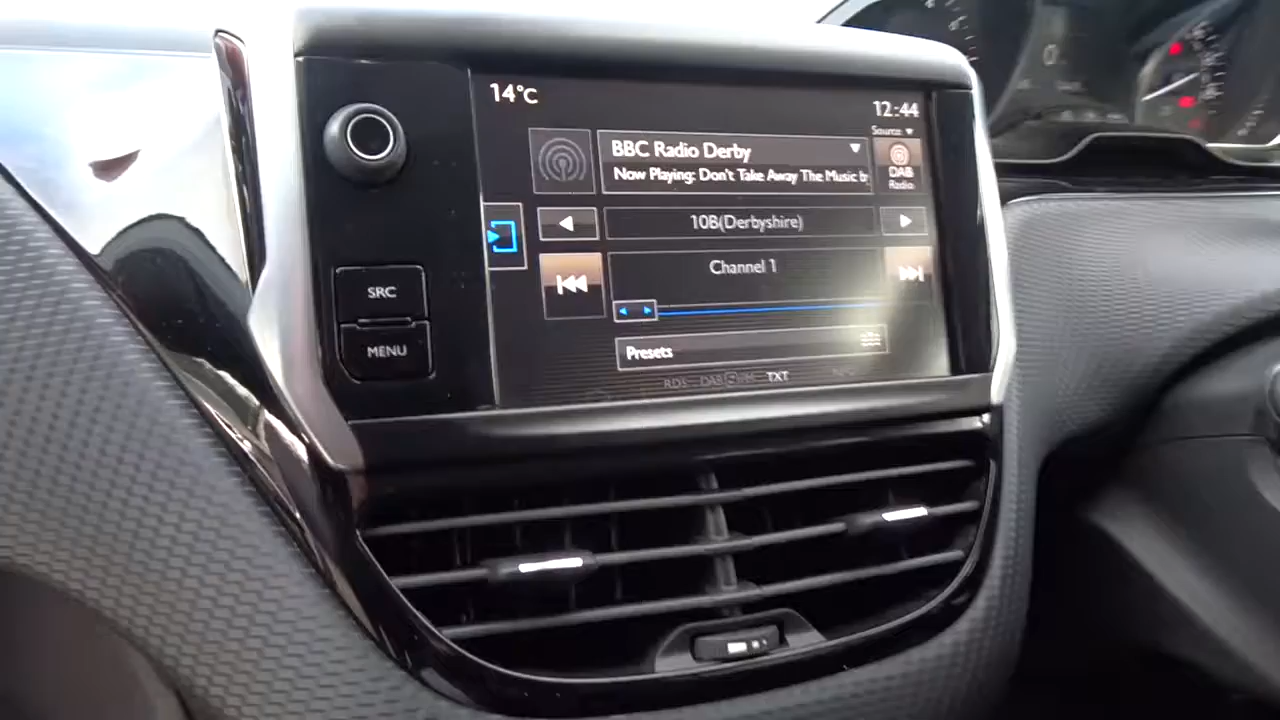 14°C
12:44
Source
BBC Radio Derby
Now Playing: Don't Take Away The Music b
DAB
Radio
10B(Derbyshire)
Channel 1
SRC
MENU
Presets
RDS
TXT
0